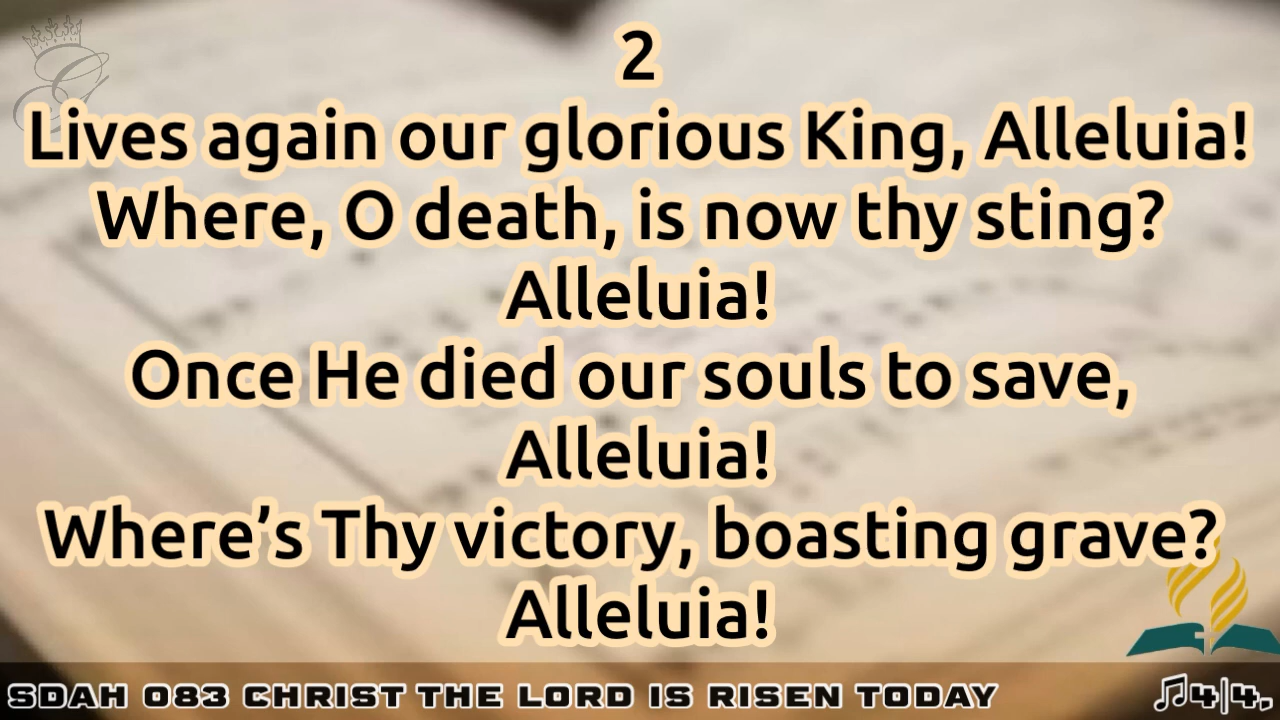 2
Lives again our glorious King, Alleluia!
Where, O death, is now thy sting?
Alleluia!
Once He died our souls to save,
Alleluia!
Where’s Thy victory, boasting grave?
Alleluia!
SDAH 083 CHRIST THE LORD IS RISEN TODAY
🎵4|4.
G